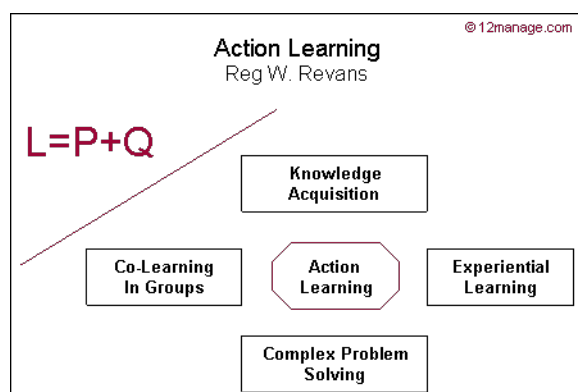 ©12manage.com
Action Learning
Reg W. Revans
L=P+Q
Knowledge
Acquisition
Co-Learning
In Groups
Action
Learning
Experiential
Learning
Complex Problem
Solving